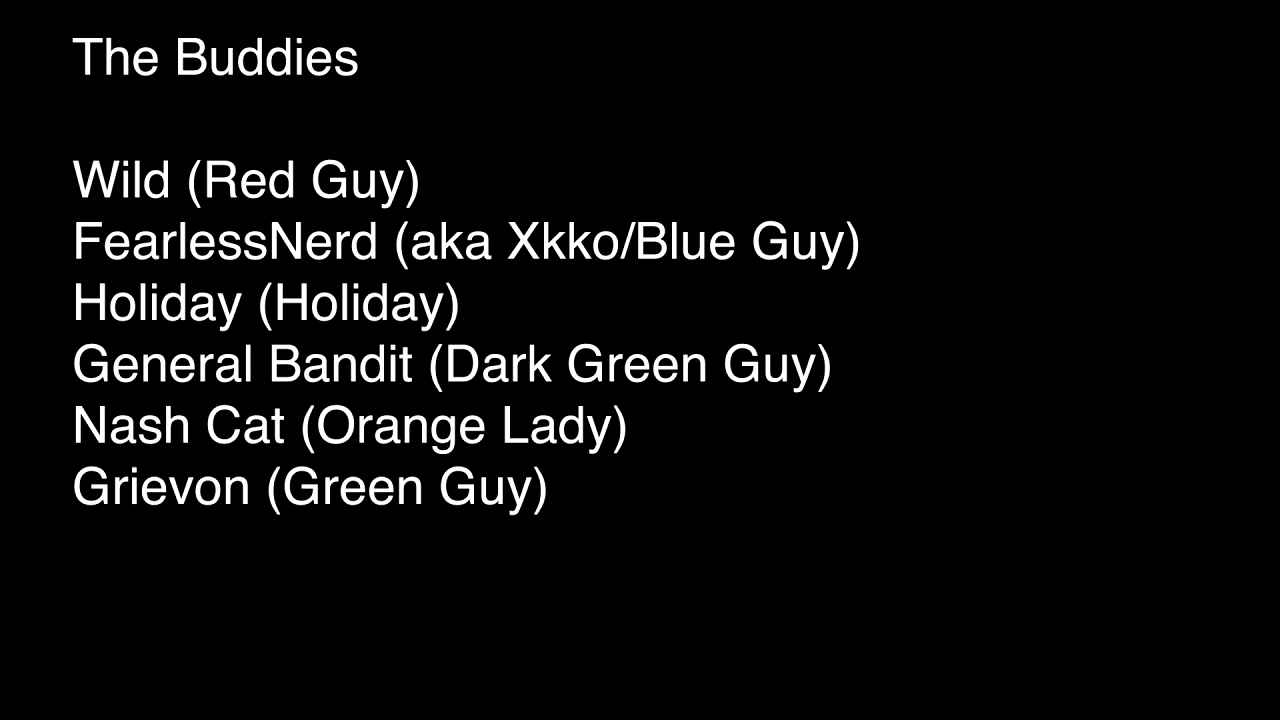 The Buddies
Wild (Red Guy)
FearlessNerd (aka Xkko/Blue Guy)
Holiday (Holiday)
General Bandit (Dark Green Guy)
Nash Cat (Orange Lady)
Grievon (Green Guy)